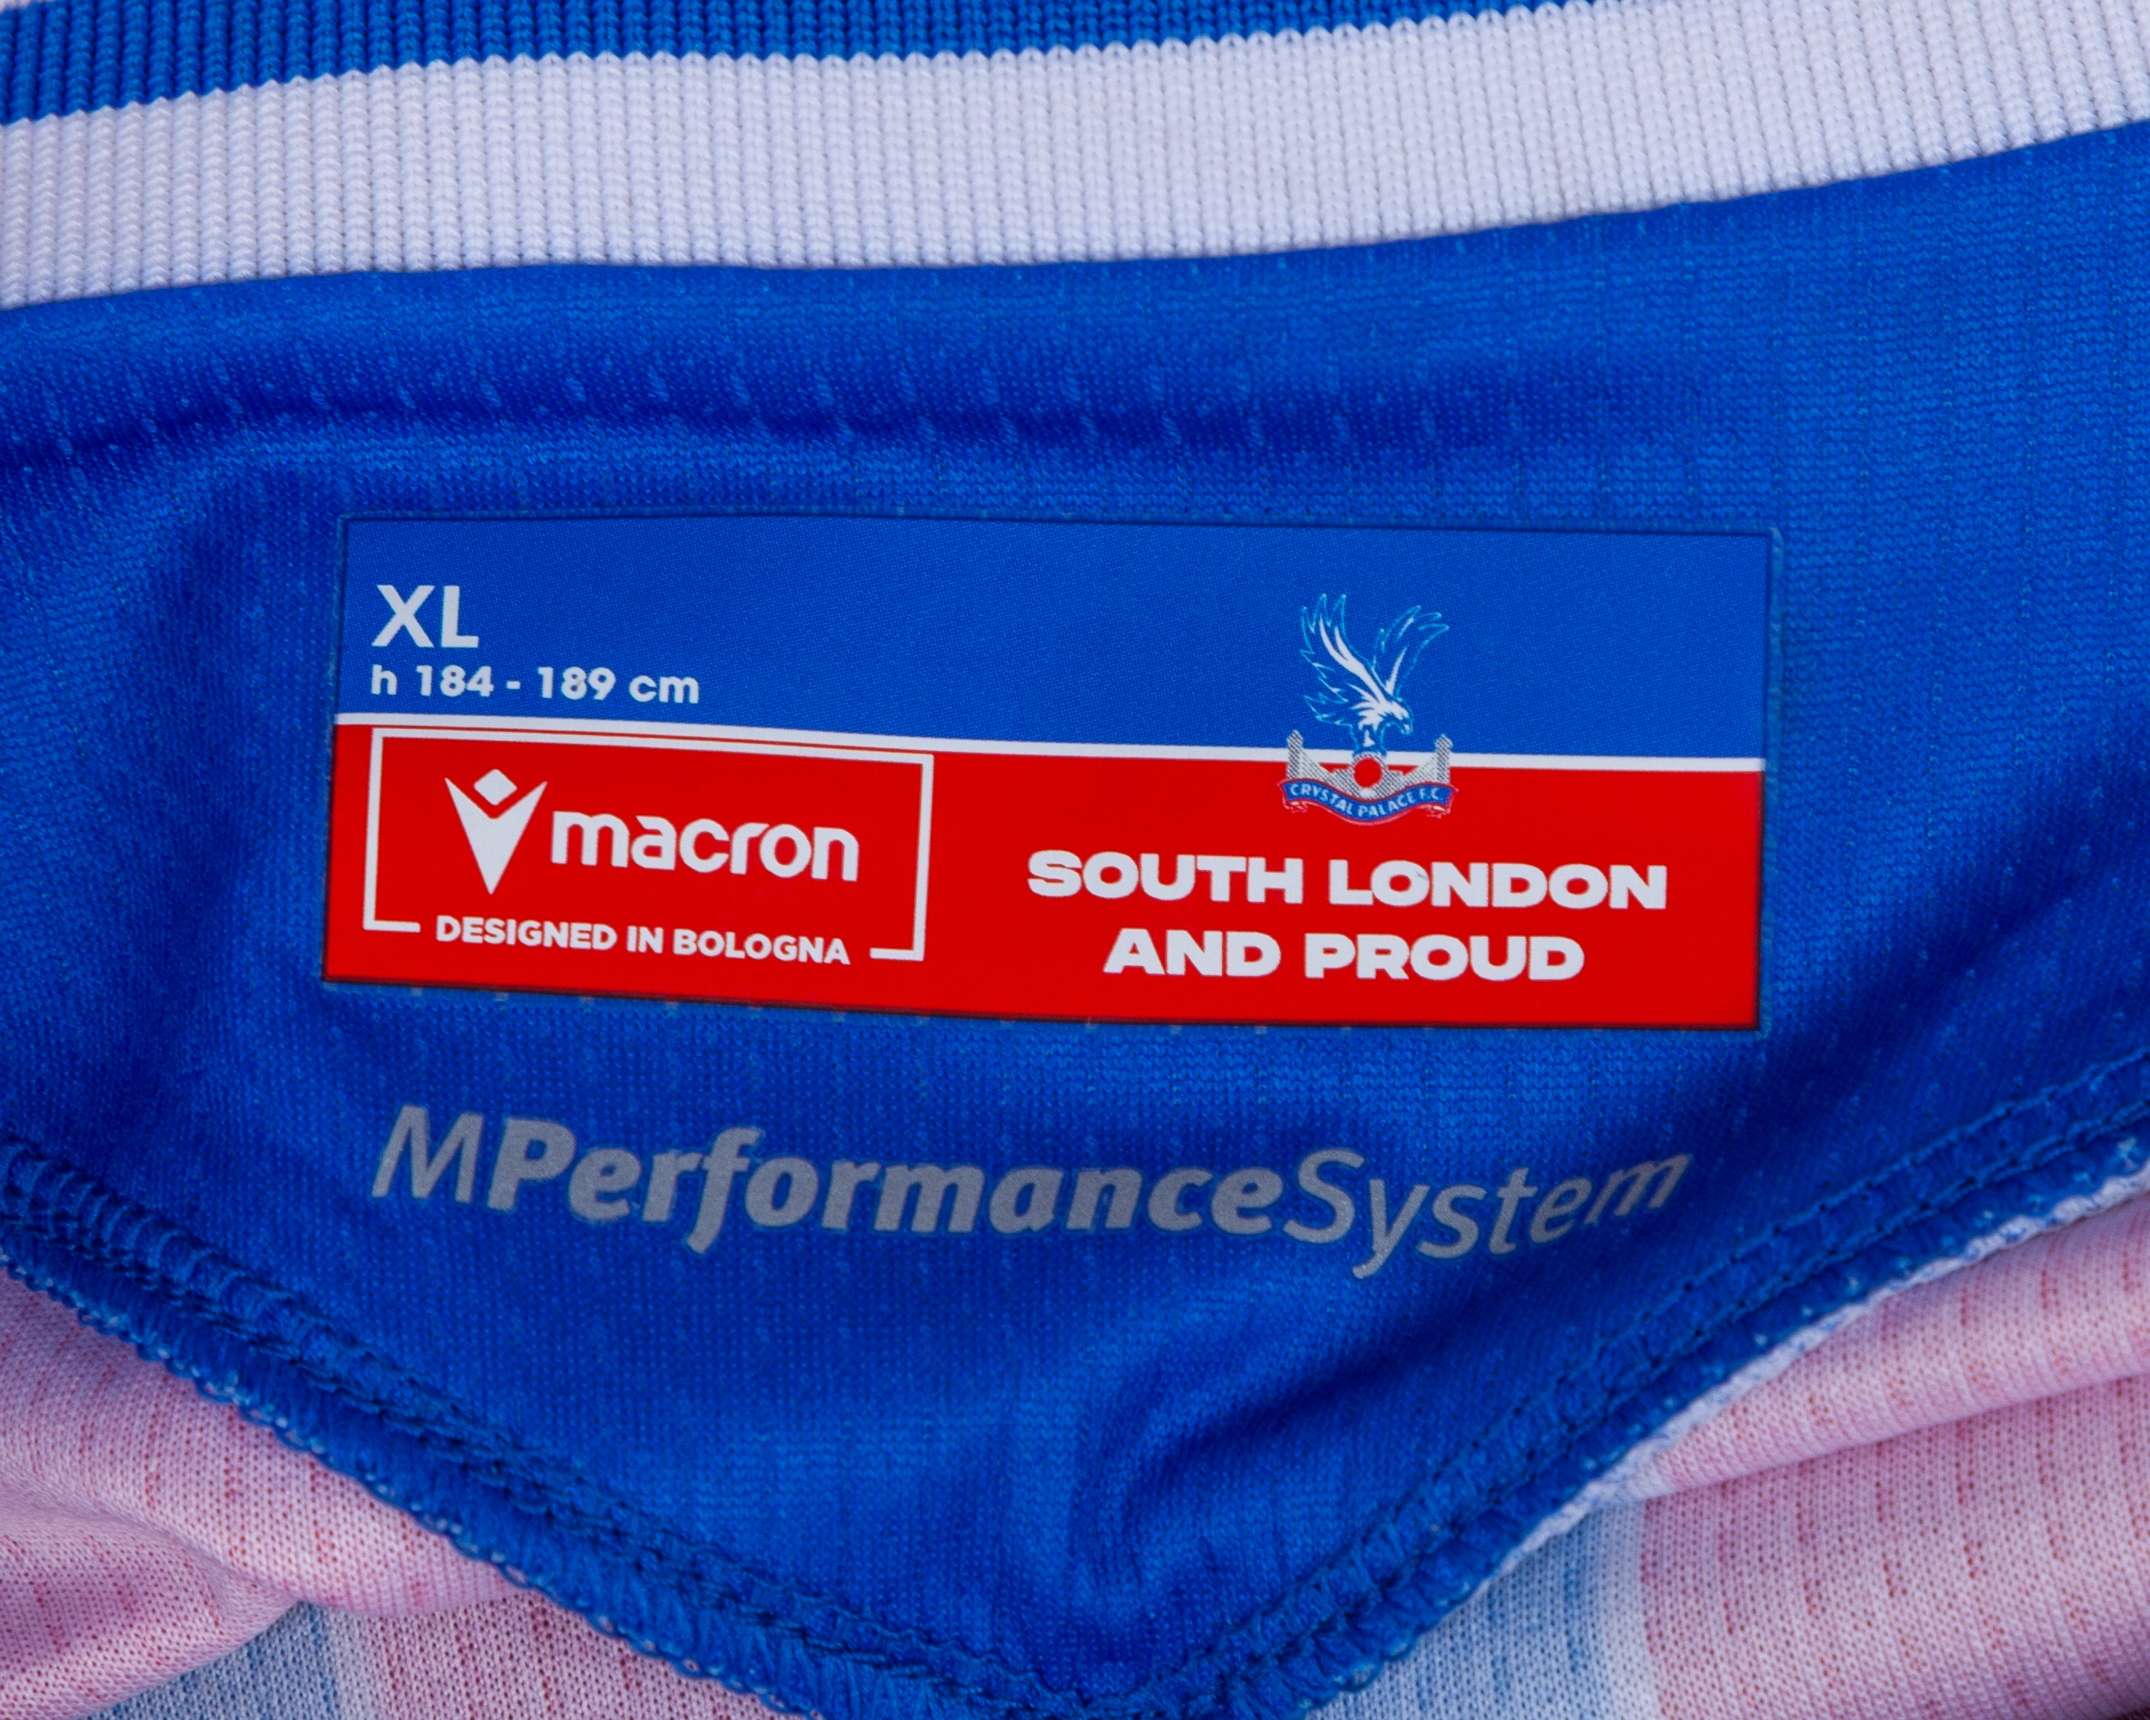 XL
h 184 - 189 cm
macron
DESIGNED IN BOLOGNA
CRYSTAL PALACE F.C.
SOUTH LONDON
AND PROUD
MPerformanceSystem